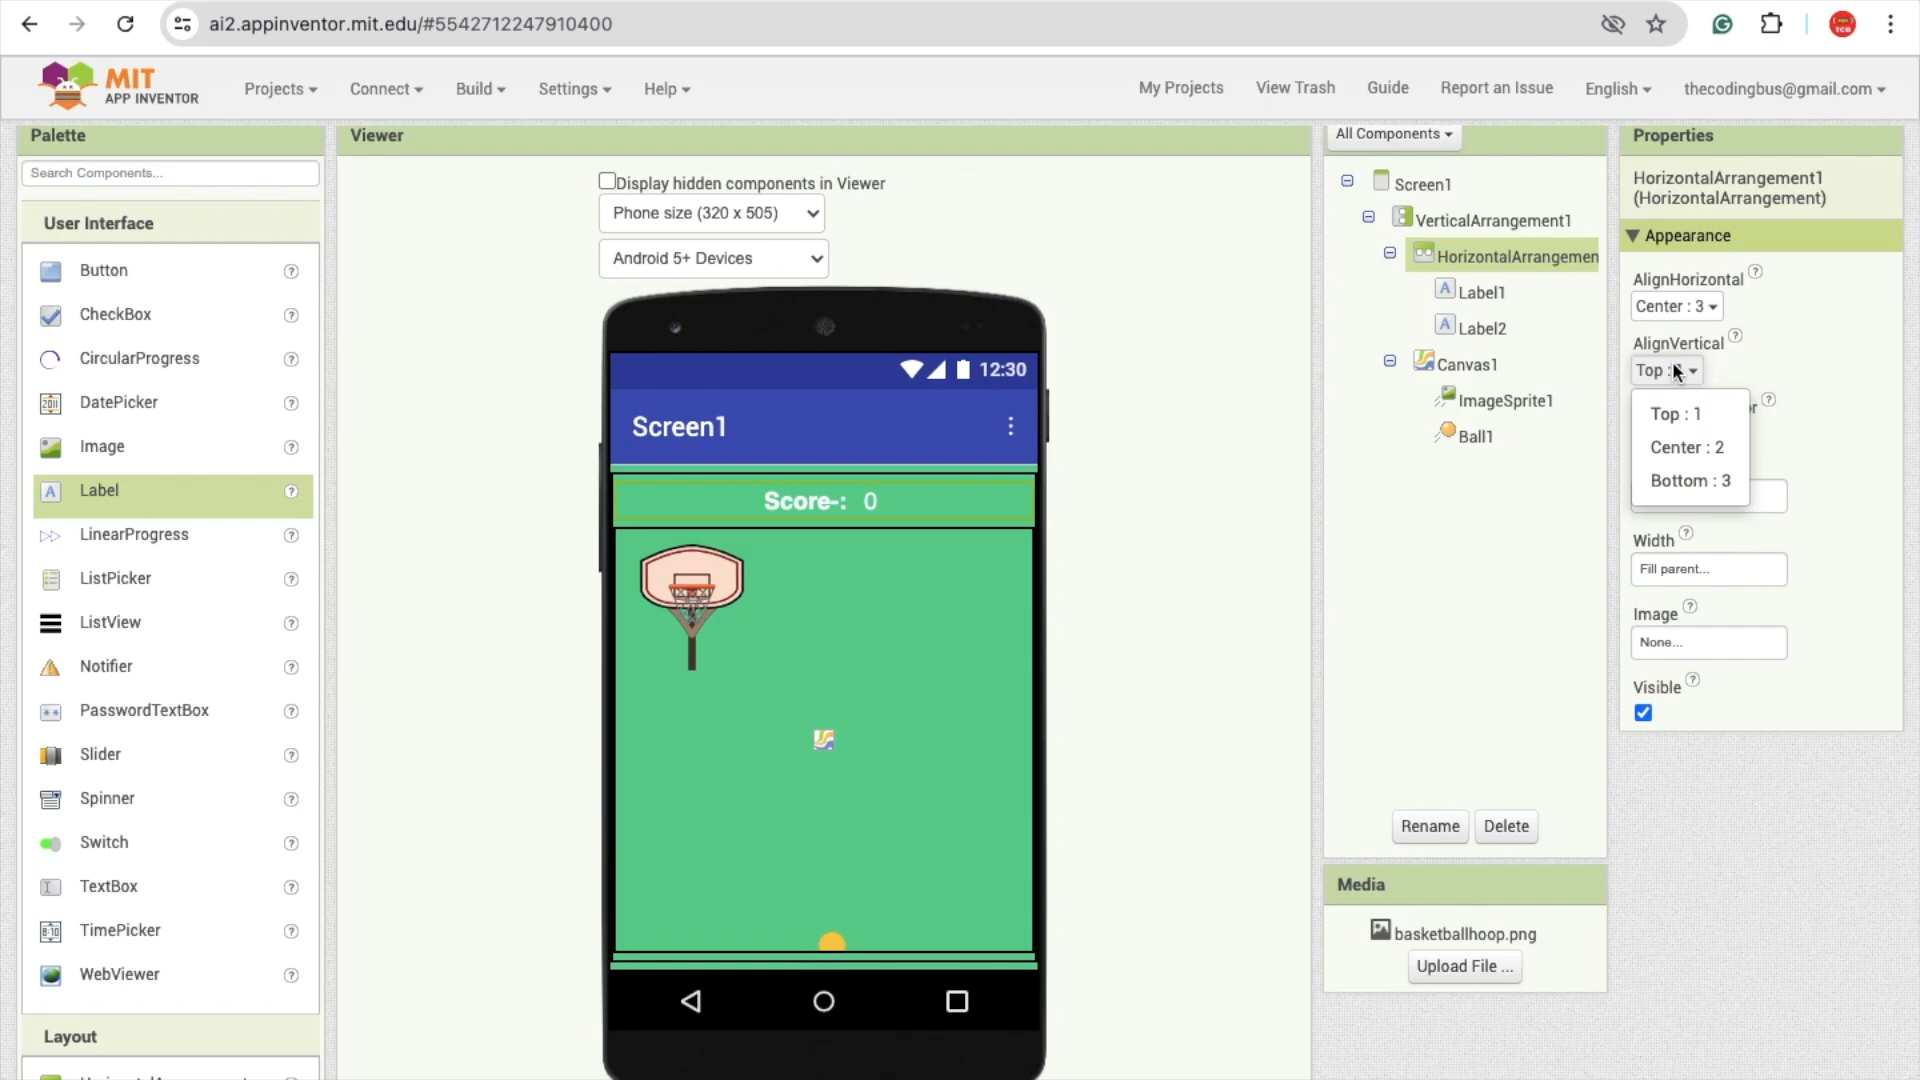 ai2.appinventor.mit.edu/#5542712247910400
MIT
APP INVENTOR
Projects
Connect
Build
Settings
Help
My Projects
View Trash
Guide
Report an Issue
English
thecodingbus@gmail.com
Palette
Search Components...
User Interface
Button
CheckBox
CircularProgress
DatePicker
Image
Label
LinearProgress
ListPicker
ListView
Notifier
PasswordTextBox
Slider
Spinner
Switch
TextBox
TimePicker
WebViewer
Layout
Viewer
Display hidden components in Viewer
Phone size (320 x 505)
Android 5+ Devices
12:30
Screen1
Score-: 0
All Components
Screen1
VerticalArrangement1
HorizontalArrangemen
Label1
Label2
Canvas1
ImageSprite1
Ball1
Rename
Delete
Media
basketballhoop.png
Upload File ...
Properties
HorizontalArrangement1
(HorizontalArrangement)
Appearance
AlignHorizontal
Center : 3
AlignVertical
Top :
Top : 1
Center : 2
Bottom : 3
Width
Fill parent...
Image
None...
Visible